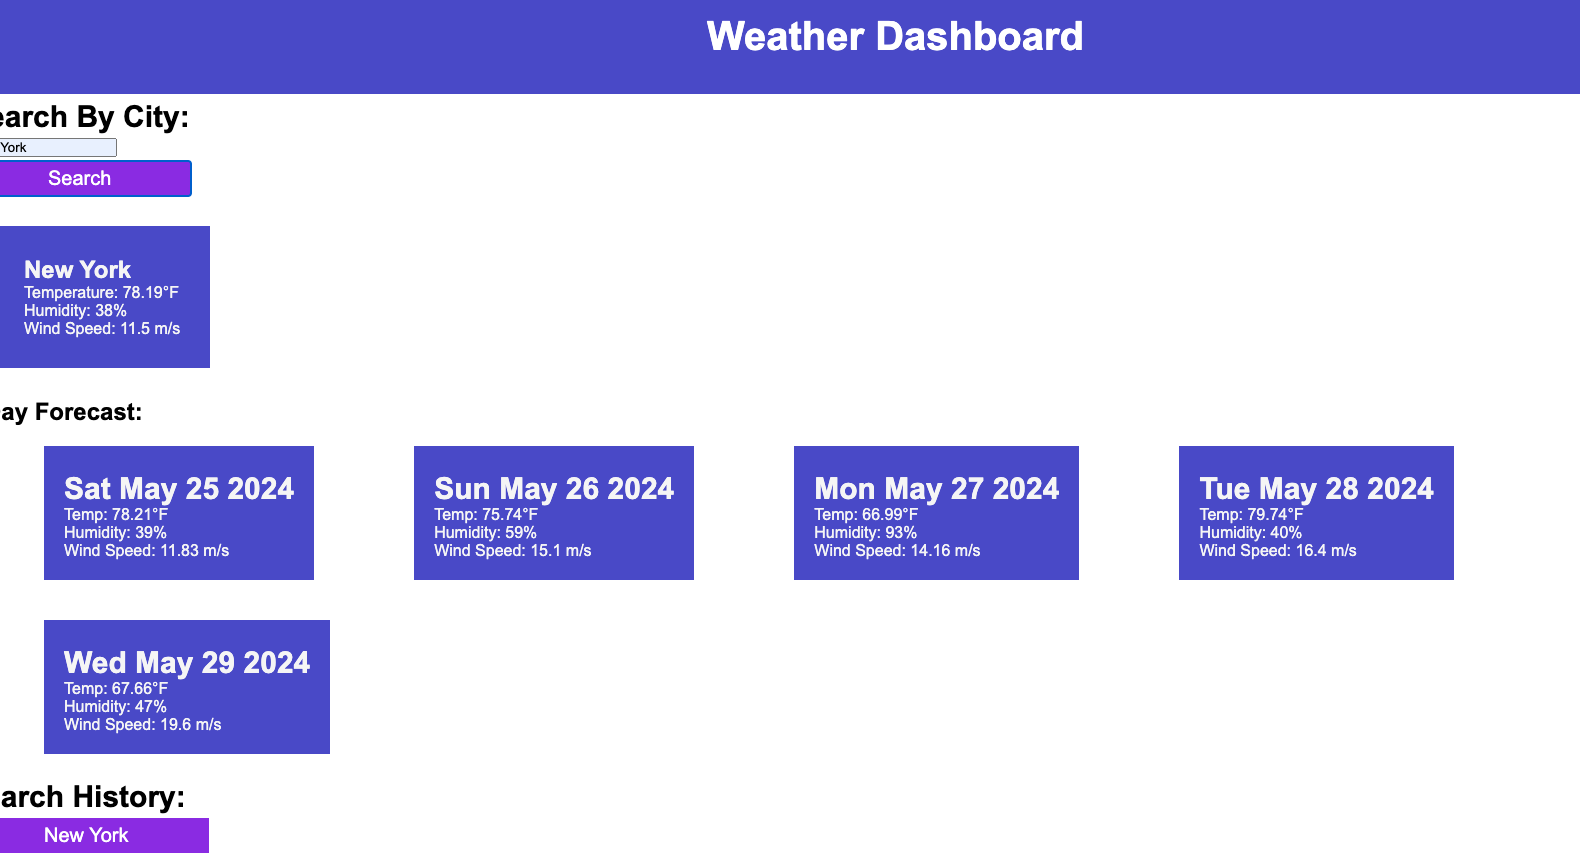 Weather Dashboard
earch By City:
York
Search
New York
Temperature: 78.19°F
Humidity: 38%
Wind Speed: 11.5 m/s
ay Forecast:
Sat May 25 2024
Temp: 78.21°F
Humidity: 39%
Wind Speed: 11.83 m/s
Sun May 26 2024
Temp: 75.74°F
Humidity: 59%
Wind Speed: 15.1 m/s
Mon May 27 2024
Temp: 66.99°F
Humidity: 93%
Wind Speed: 14.16 m/s
Tue May 28 2024
Temp: 79.74°F
Humidity: 40%
Wind Speed: 16.4 m/s
Wed May 29 2024
Temp: 67.66°F
Humidity: 47%
Wind Speed: 19.6 m/s
arch History:
New York